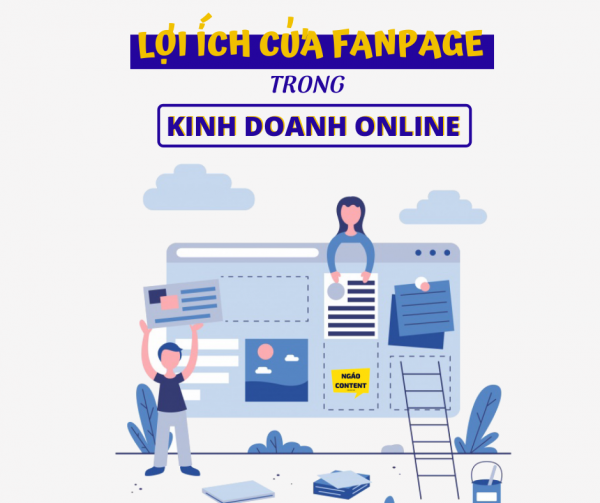 LỢI ÍCH CỦA FANPAGE
TRONG
KINH DOANH ONLINE
NGÁO
CONTENT